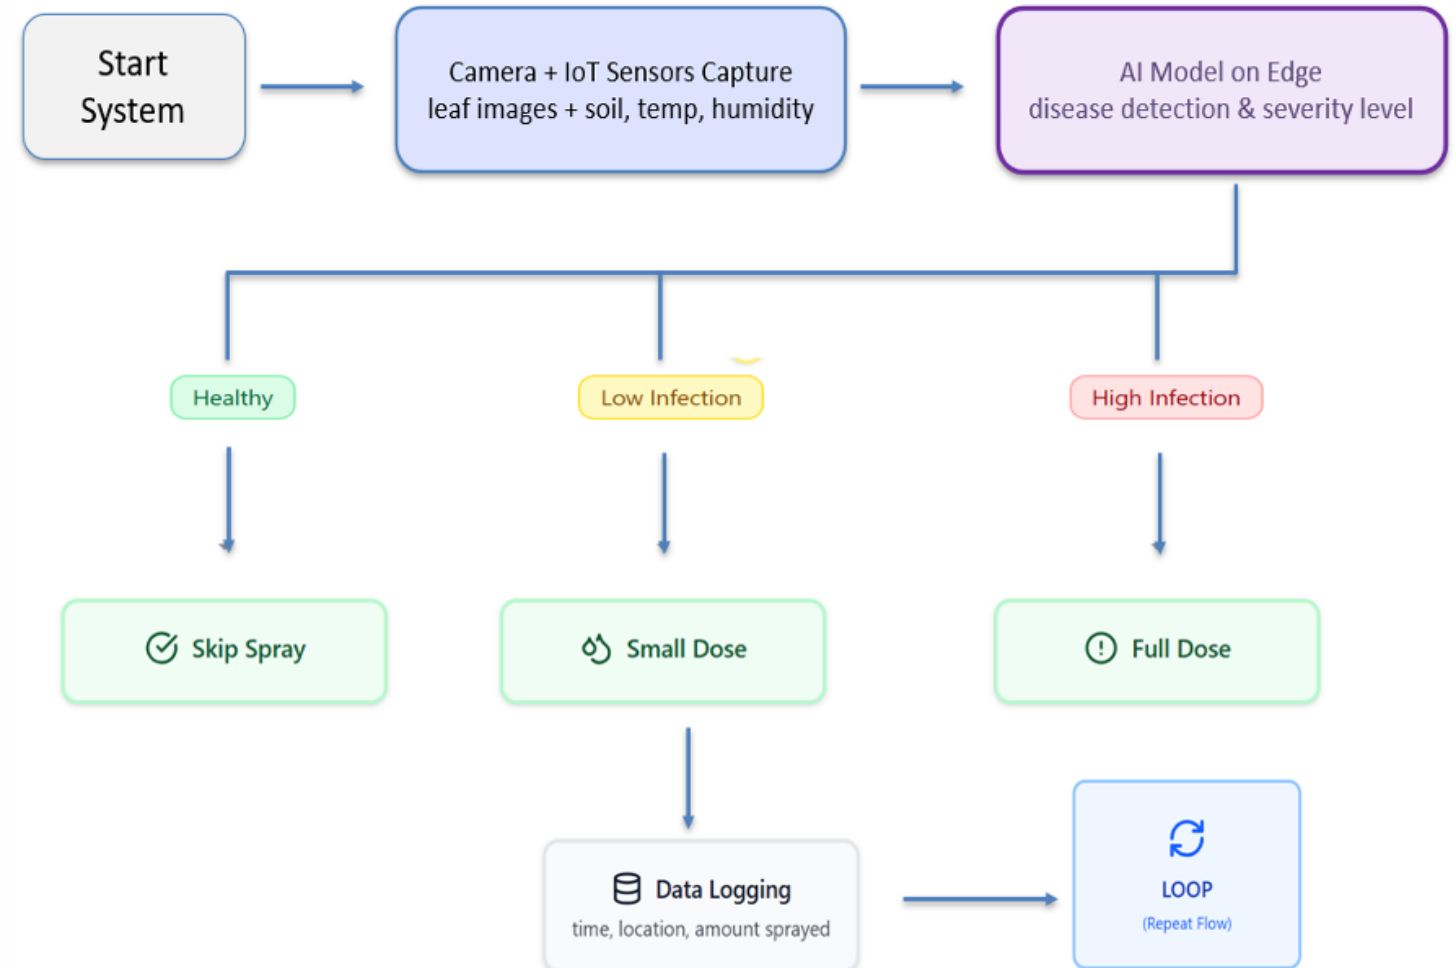 Start
System
Camera + IoT Sensors Capture
leaf images + soil, temp, humidity
AI Model on Edge
disease detection & severity level
Healthy
Low Infection
High Infection
Skip Spray
Small Dose
Full Dose
Data Logging
time, location, amount sprayed
LOOP
(Repeat Flow)